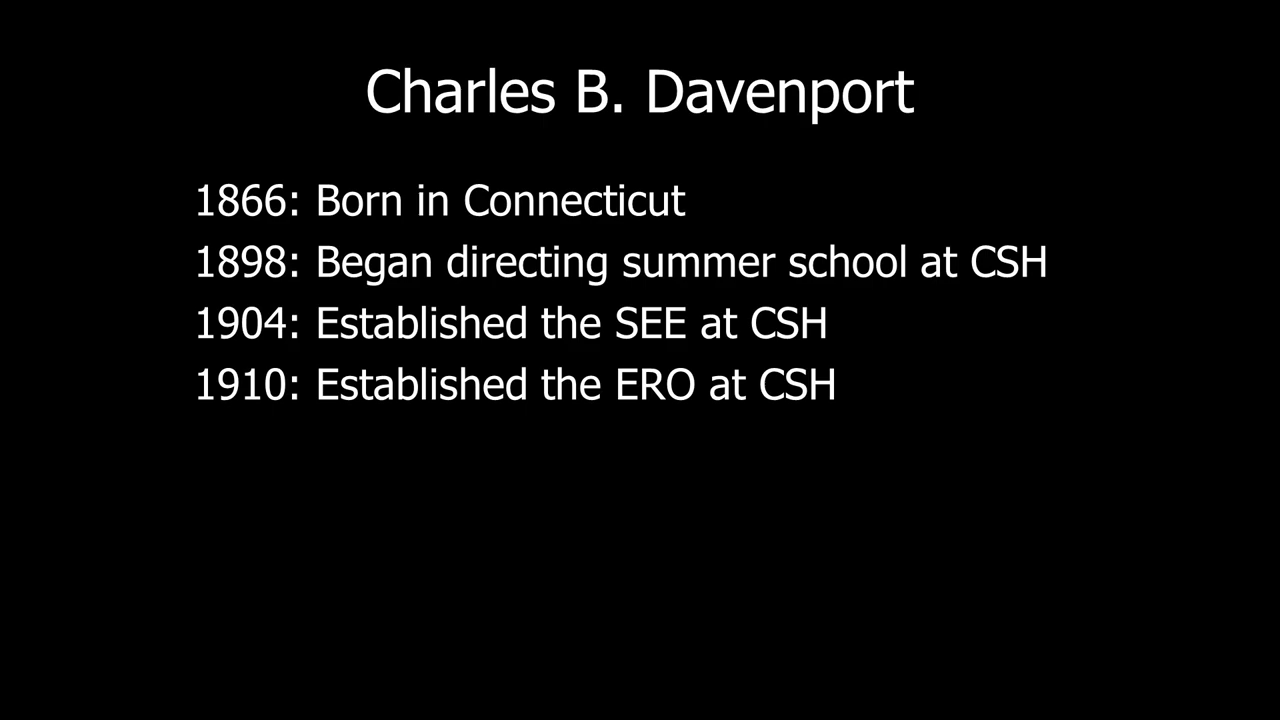 Charles B. Davenport
1866: Born in Connecticut
1898: Began directing summer school at CSH
1904: Established the SEE at CSH
1910: Established the ERO at CSH